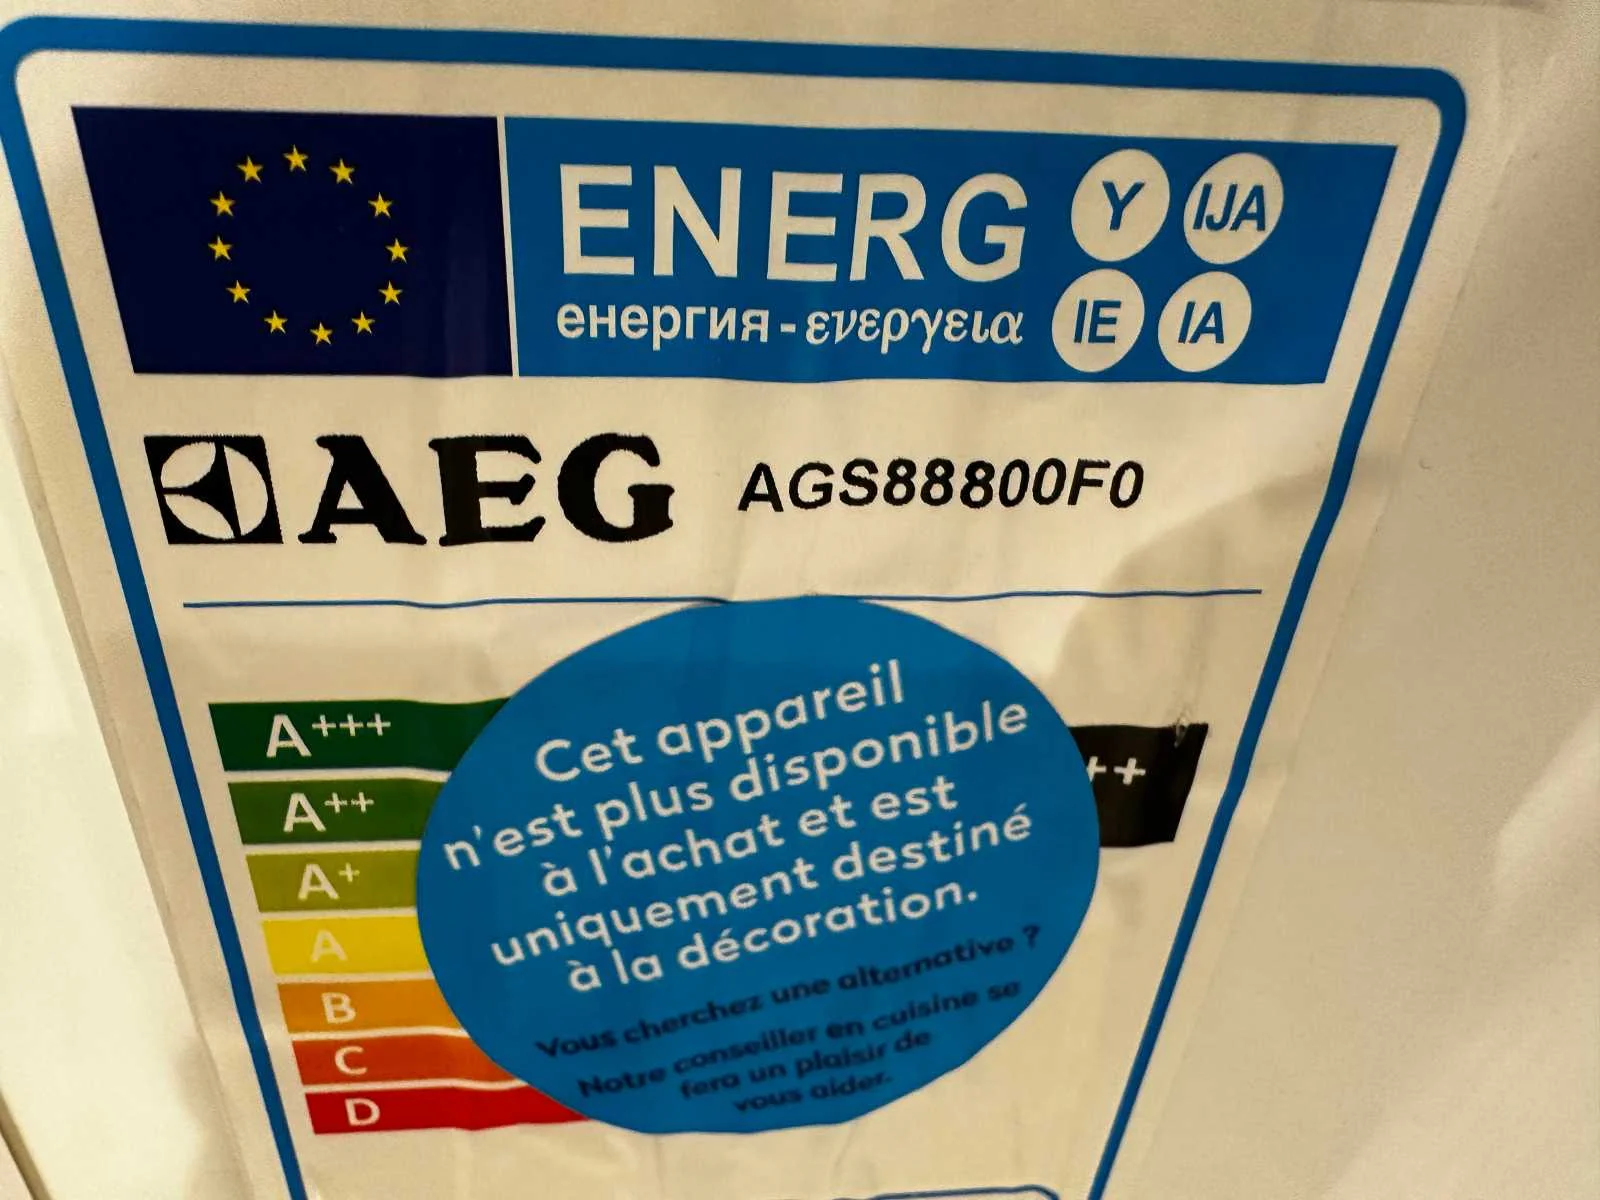 ENERG Y IJA
енергия - ενεργεια IE IA
AEG AGS88800F0
A+++
A++
++
A+
A
B
C
D
Cet appareil
n'est plus disponible
à l'achat et est
uniquement destiné
à la décoration.
Vous cherchez une alternative ?
Notre conseiller en cuisine se
fera un plaisir de
vous aider.